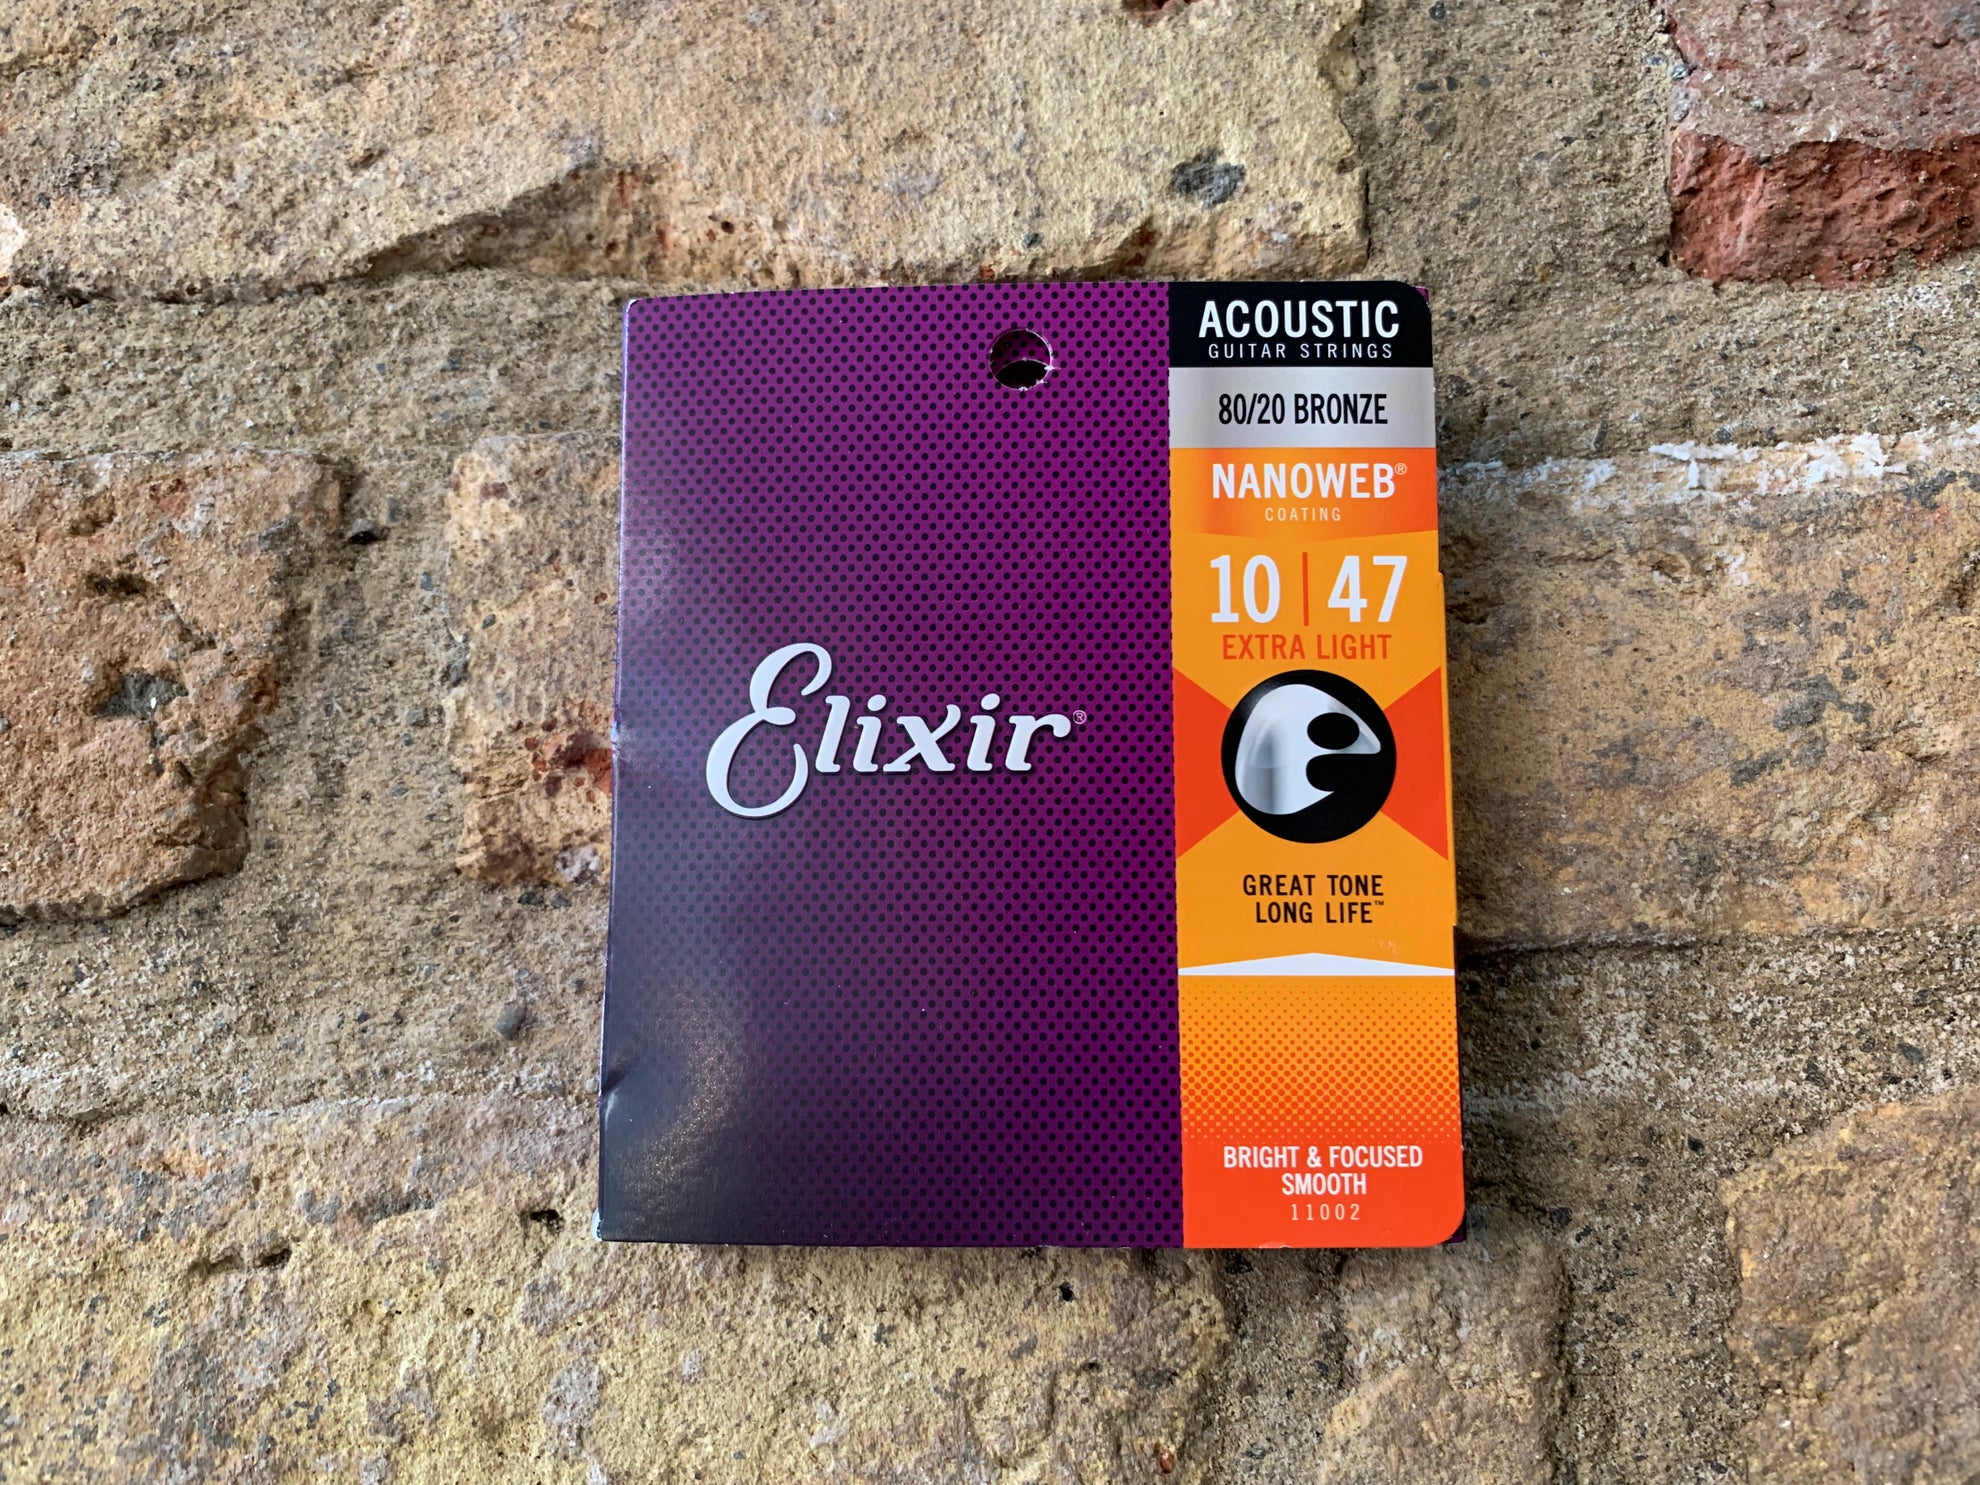 Elixir®
ACOUSTIC
GUITAR STRINGS
80/20 BRONZE
NANOWEB®
COATING
10 | 47
EXTRA LIGHT
GREAT TONE
LONG LIFE™
BRIGHT & FOCUSED
SMOOTH
11002